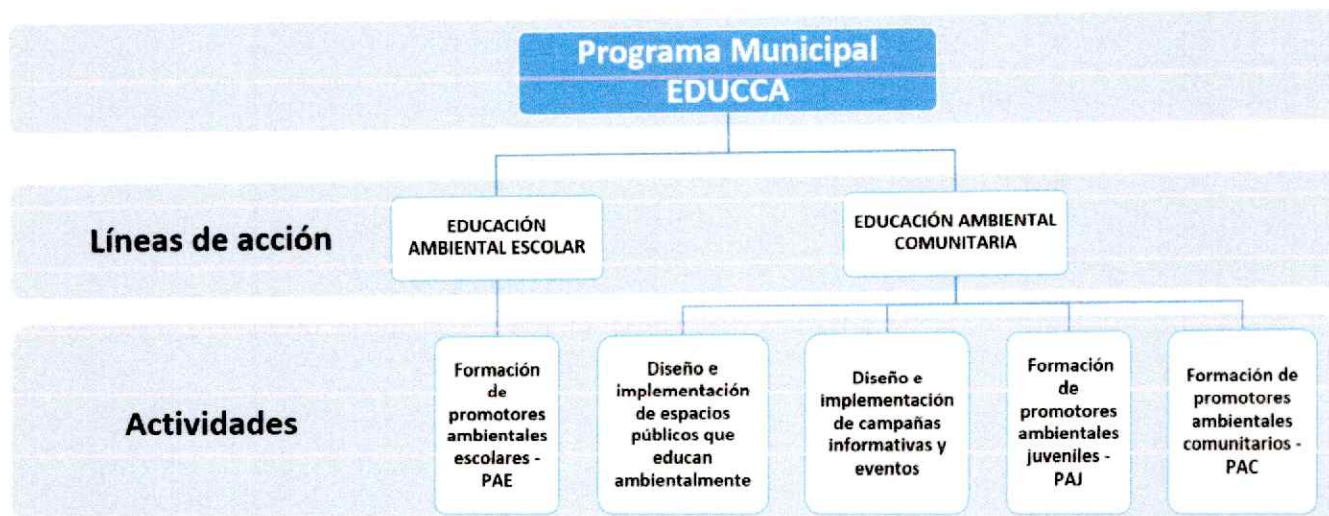 Programa Municipal
EDUCCA
Líneas de acción
EDUCACIÓN
AMBIENTAL ESCOLAR
EDUCACIÓN AMBIENTAL
COMUNITARIA
Actividades
Formación
de
promotores
ambientales
escolares -
PAE
Diseño e
implementación
de espacios
públicos que
educan
ambientalmente
Diseño e
implementación
de campañas
informativas y
eventos
Formación
de
promotores
ambientales
juveniles - PAJ
Formación de
promotores
ambientales
comunitarios -
PAC